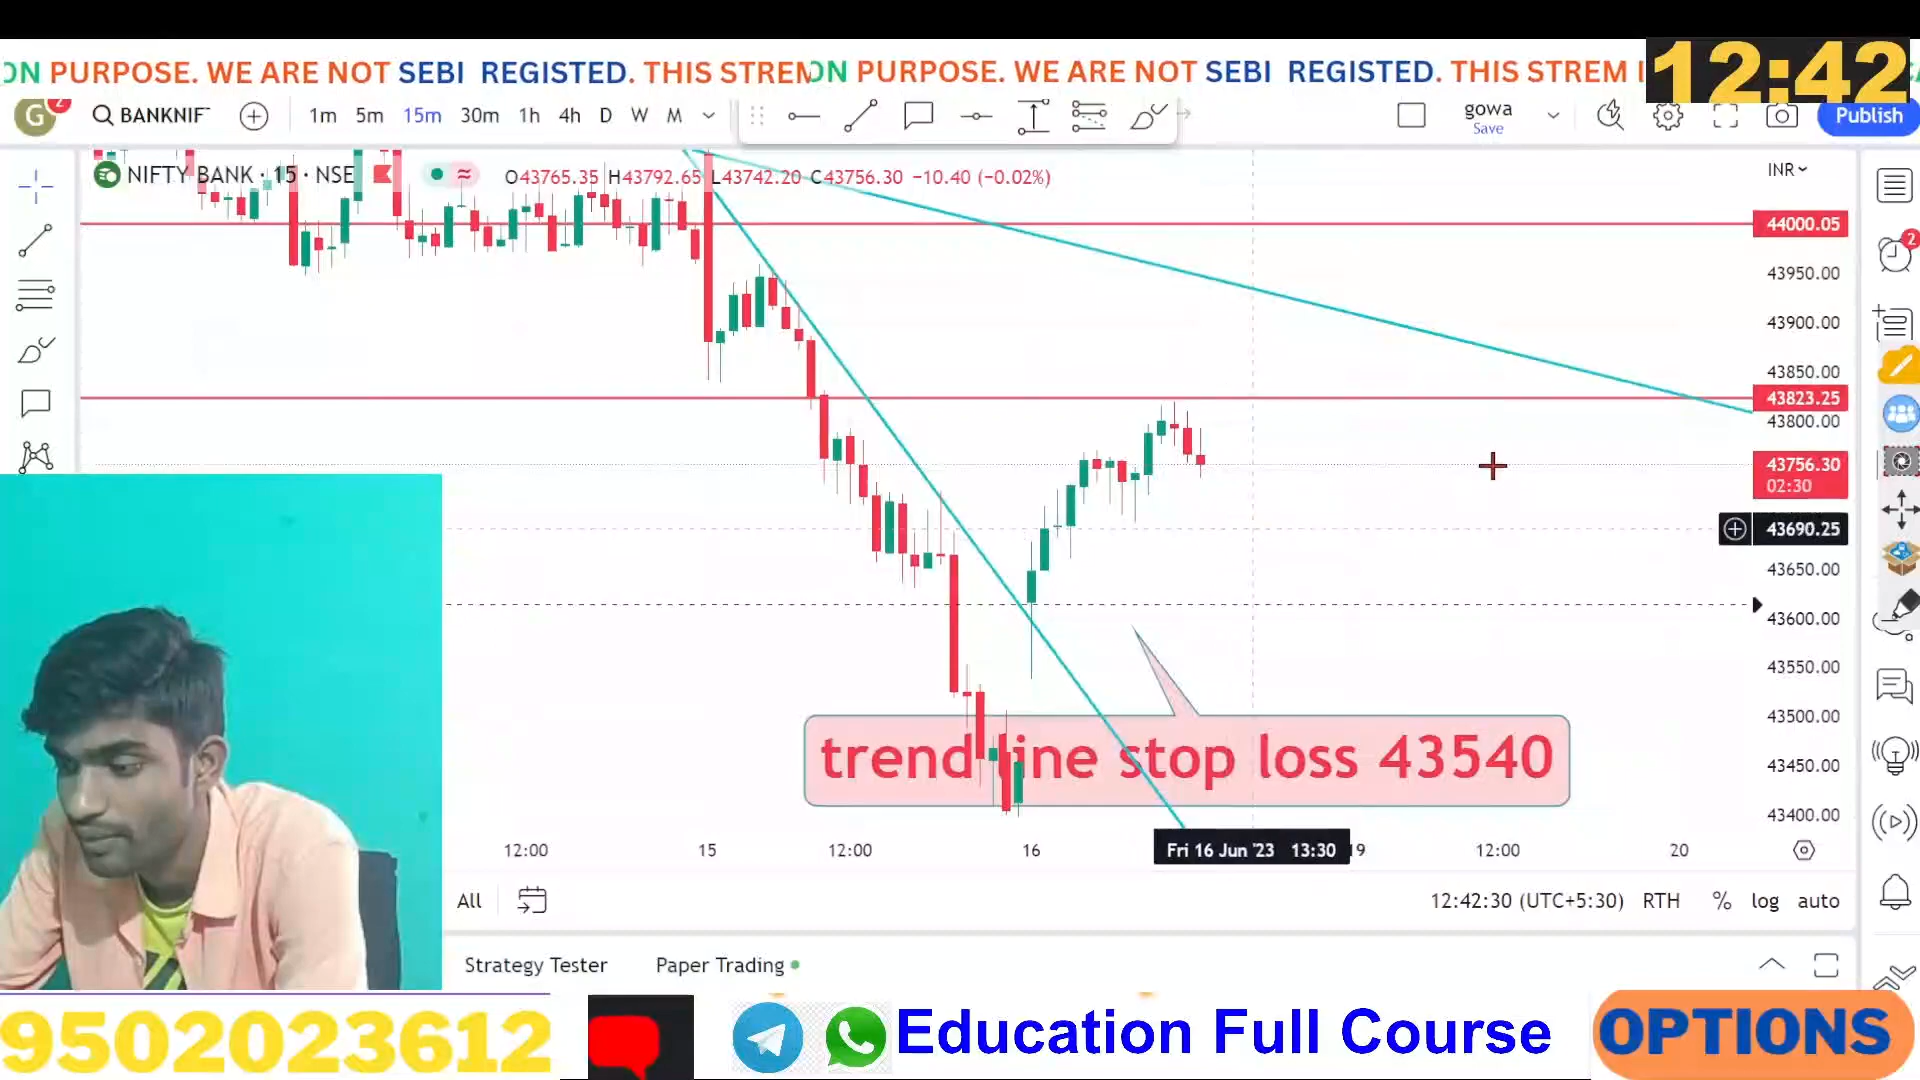 ON PURPOSE. WE ARE NOT SEBI REGISTED. THIS STREM
ON PURPOSE. WE ARE NOT SEBI REGISTED. THIS STREM I
12:42
G
2
BANKNIF
1m 5m 15m 30m 1h 4h D W M
gowa
Save
Publish
NIFTY BANK · 15 · NSE
O43765.35 H43792.65 L43742.20 C43756.30 −10.40 (−0.02%)
INR
44000.05
43950.00
43900.00
43850.00
43823.25
43800.00
43756.30
02:30
43690.25
43650.00
43600.00
43550.00
43500.00
43450.00
43400.00
2
trend line stop loss 43540
12:00 15 12:00 16 Fri 16 Jun '23 13:30 19 12:00 20
All
12:42:30 (UTC+5:30) RTH % log auto
Strategy Tester Paper Trading
9502023612
Education Full Course
OPTIONS